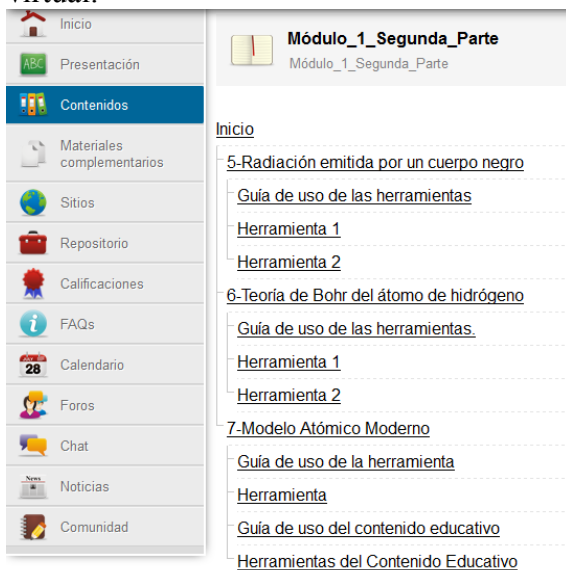 virtual.
Inicio
ABC
Presentación
Contenidos
Materiales
complementarios
Sitios
Repositorio
Calificaciones
i
FAQs
28
Calendario
Foros
Chat
News
Noticias
Comunidad
Módulo_1_Segunda_Parte
Módulo_1_Segunda_Parte
Inicio
5-Radiación emitida por un cuerpo negro
Guía de uso de las herramientas
Herramienta 1
Herramienta 2
6-Teoría de Bohr del átomo de hidrógeno
Guía de uso de las herramientas.
Herramienta 1
Herramienta 2
7-Modelo Atómico Moderno
Guía de uso de la herramienta
Herramienta
Guía de uso del contenido educativo
Herramientas del Contenido Educativo